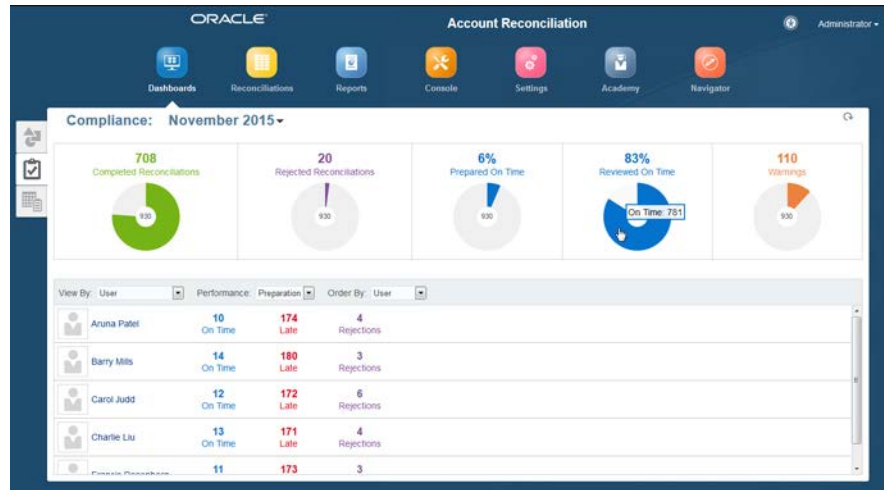 ORACLE
Account Reconciliation
Administrator
Dashboards Reconciliations Reports Console Settings Academy Navigator
Compliance: November 2015
708 20 6% 83% 110
Completed Reconciliations Rejected Reconciliations Prepared On Time Reviewed On Time Warnings
930 930 930 On Time: 781 930
View By: User Performance: Preparation Order By: User
Aruna Patel 10 On Time 174 Late 4 Rejections
Barry Mills 14 On Time 180 Late 3 Rejections
Carol Judd 12 On Time 172 Late 6 Rejections
Charlie Liu 13 On Time 171 Late 4 Rejections
11 173 3